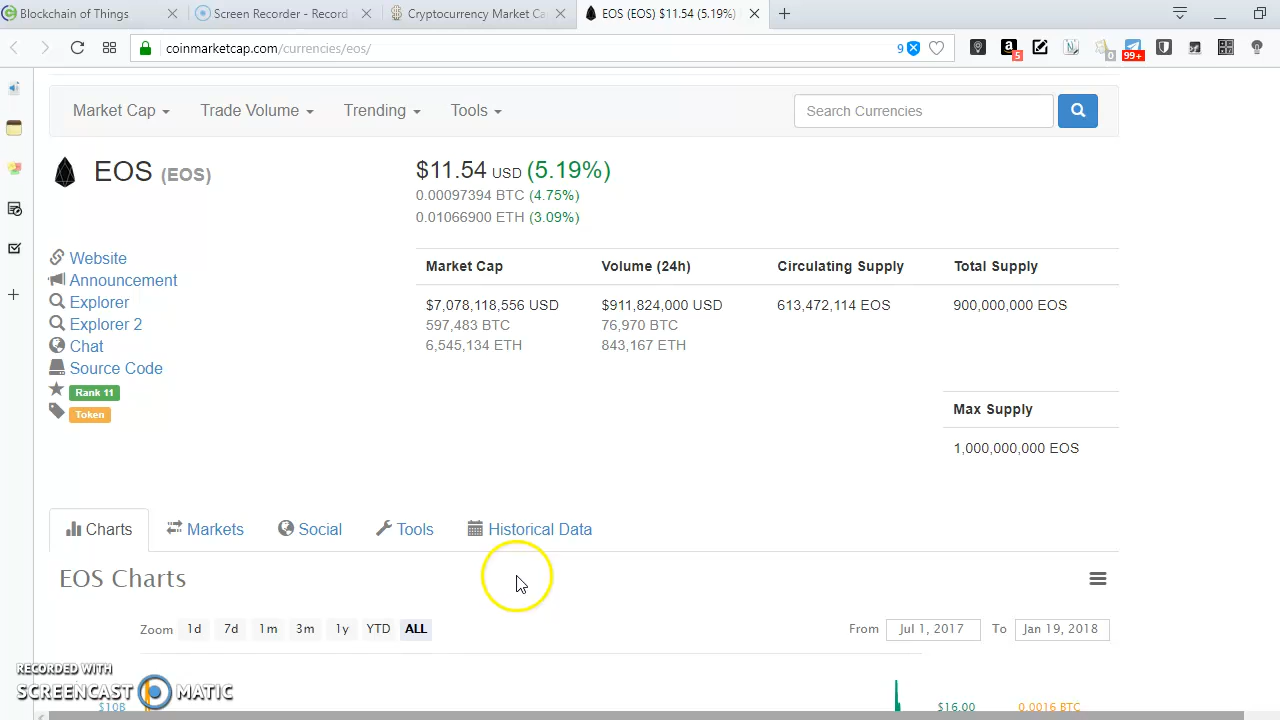 Blockchain of Things
Screen Recorder - Record
Cryptocurrency Market Ca
EOS (EOS) $11.54 (5.19%)
coinmarketcap.com/currencies/eos/
9
5
0
99+
Market Cap
Trade Volume
Trending
Tools
Search Currencies
EOS (EOS)
$11.54 USD (5.19%)
0.00097394 BTC (4.75%)
0.01066900 ETH (3.09%)
Website
Announcement
Explorer
Explorer 2
Chat
Source Code
Rank 11
Token
Market Cap
Volume (24h)
Circulating Supply
Total Supply
$7,078,118,556 USD
$911,824,000 USD
613,472,114 EOS
900,000,000 EOS
597,483 BTC
76,970 BTC
6,545,134 ETH
843,167 ETH
Max Supply
1,000,000,000 EOS
Charts
Markets
Social
Tools
Historical Data
EOS Charts
Zoom 1d 7d 1m 3m 1y YTD ALL
From Jul 1, 2017 To Jan 19, 2018
RECORDED WITH
SCREENCAST MATIC
$10B
$16.00
0.0016 BTC